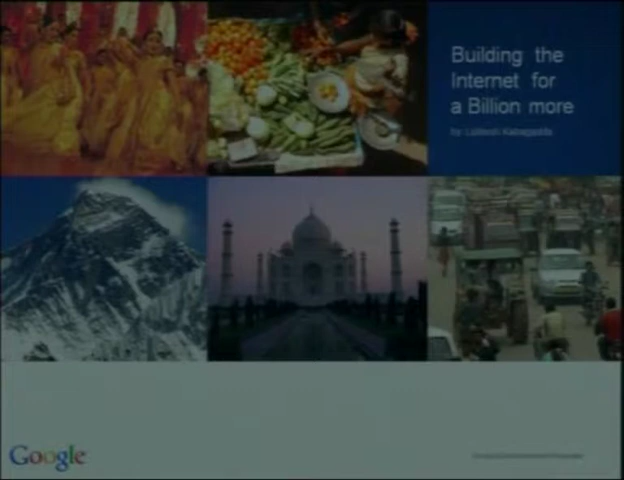 Building the
Internet for
a Billion more
Google